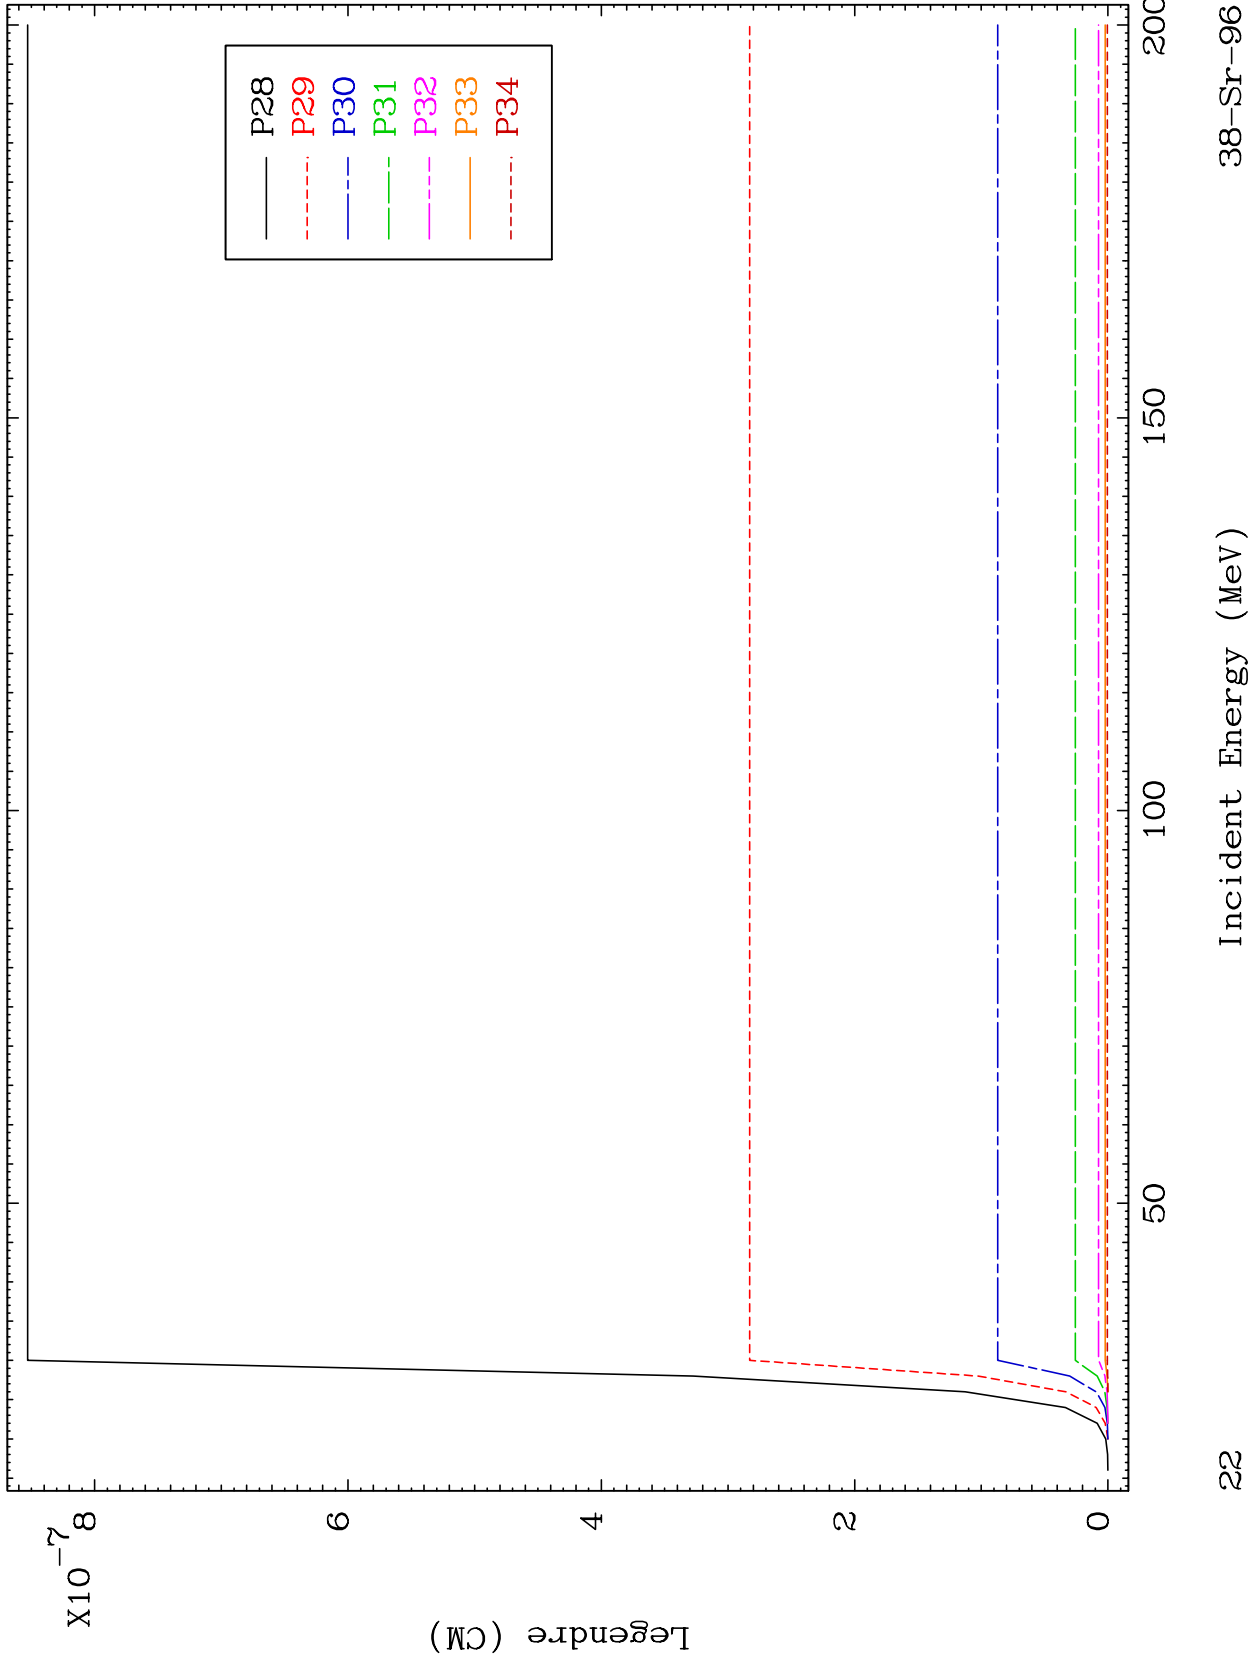 X10-7
8
6
4
2
0
Legendre (CM)
P28
P29
P30
P31
P32
P33
P34
50
100
150
200
Incident Energy (MeV)
22
38-Sr-96